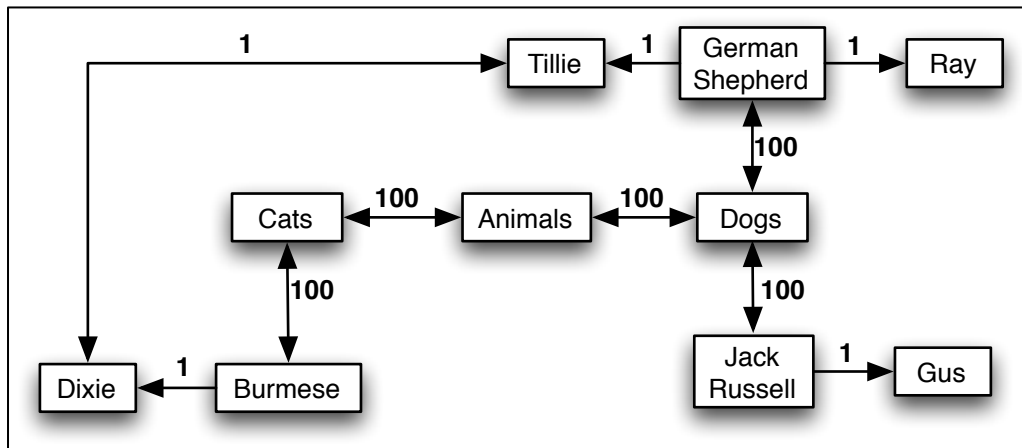 1
Tillie
1
German
Shepherd
1
Ray
100
Cats
100
Animals
100
Dogs
100
100
Dixie
1
Burmese
Jack
Russell
1
Gus